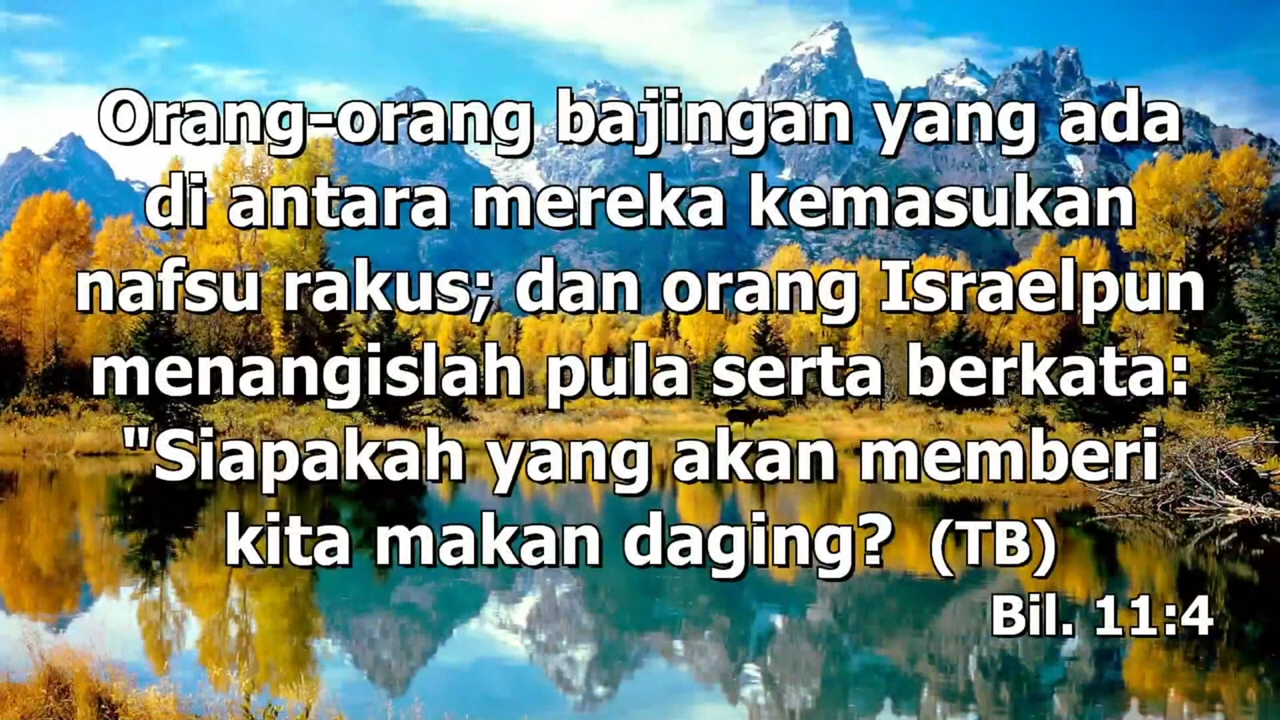 Orang-orang bajingan yang ada
di antara mereka kemasukan
nafsu rakus; dan orang Israelpun
menangislah pula serta berkata:
"Siapakah yang akan memberi
kita makan daging? (TB)
Bil. 11:4